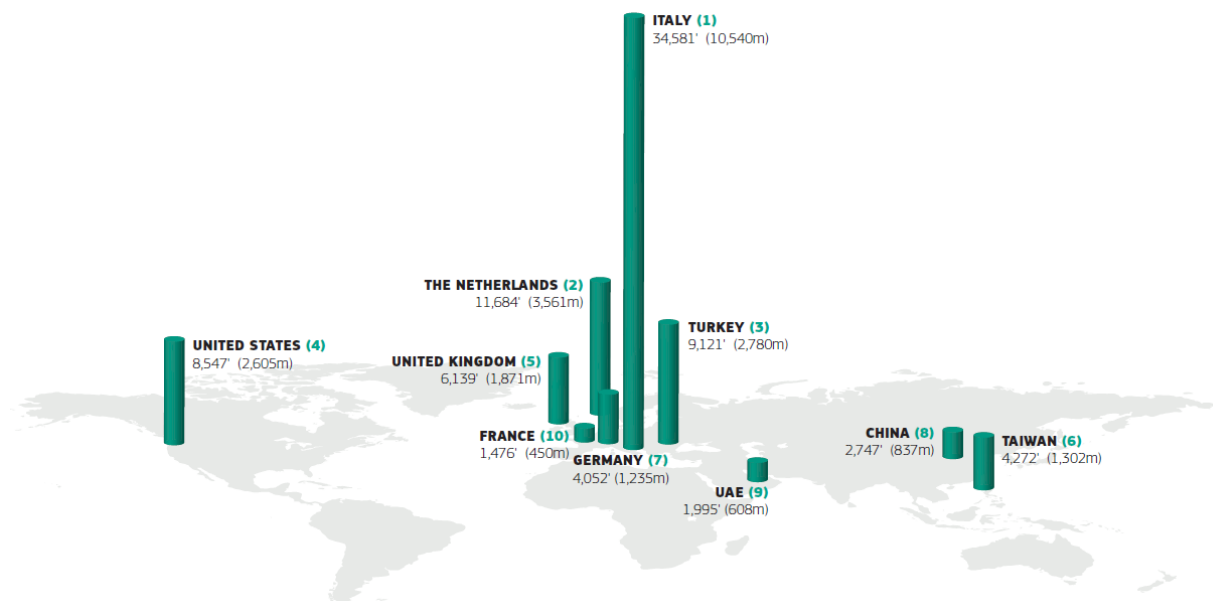 ITALY (1)
34,581' (10,540m)
THE NETHERLANDS (2)
11,684' (3,561m)
TURKEY (3)
9,121' (2,780m)
UNITED STATES (4)
8,547' (2,605m)
UNITED KINGDOM (5)
6,139' (1,871m)
FRANCE (10)
1,476' (450m)
GERMANY (7)
4,052' (1,235m)
CHINA (8)
2,747' (837m)
TAIWAN (6)
4,272' (1,302m)
UAE (9)
1,995' (608m)